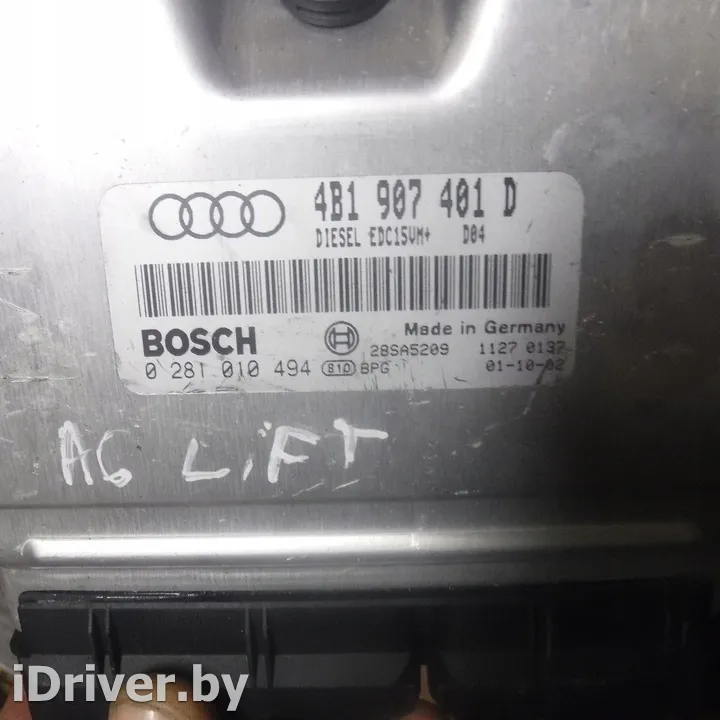 4B1 907 401 D
DIESEL EDC15VM+ D04
BOSCH
Made in Germany
28SA5209 1127 0137
0 281 010 494 810 BPG 01-10-02
A6 LiFT
iDriver.by